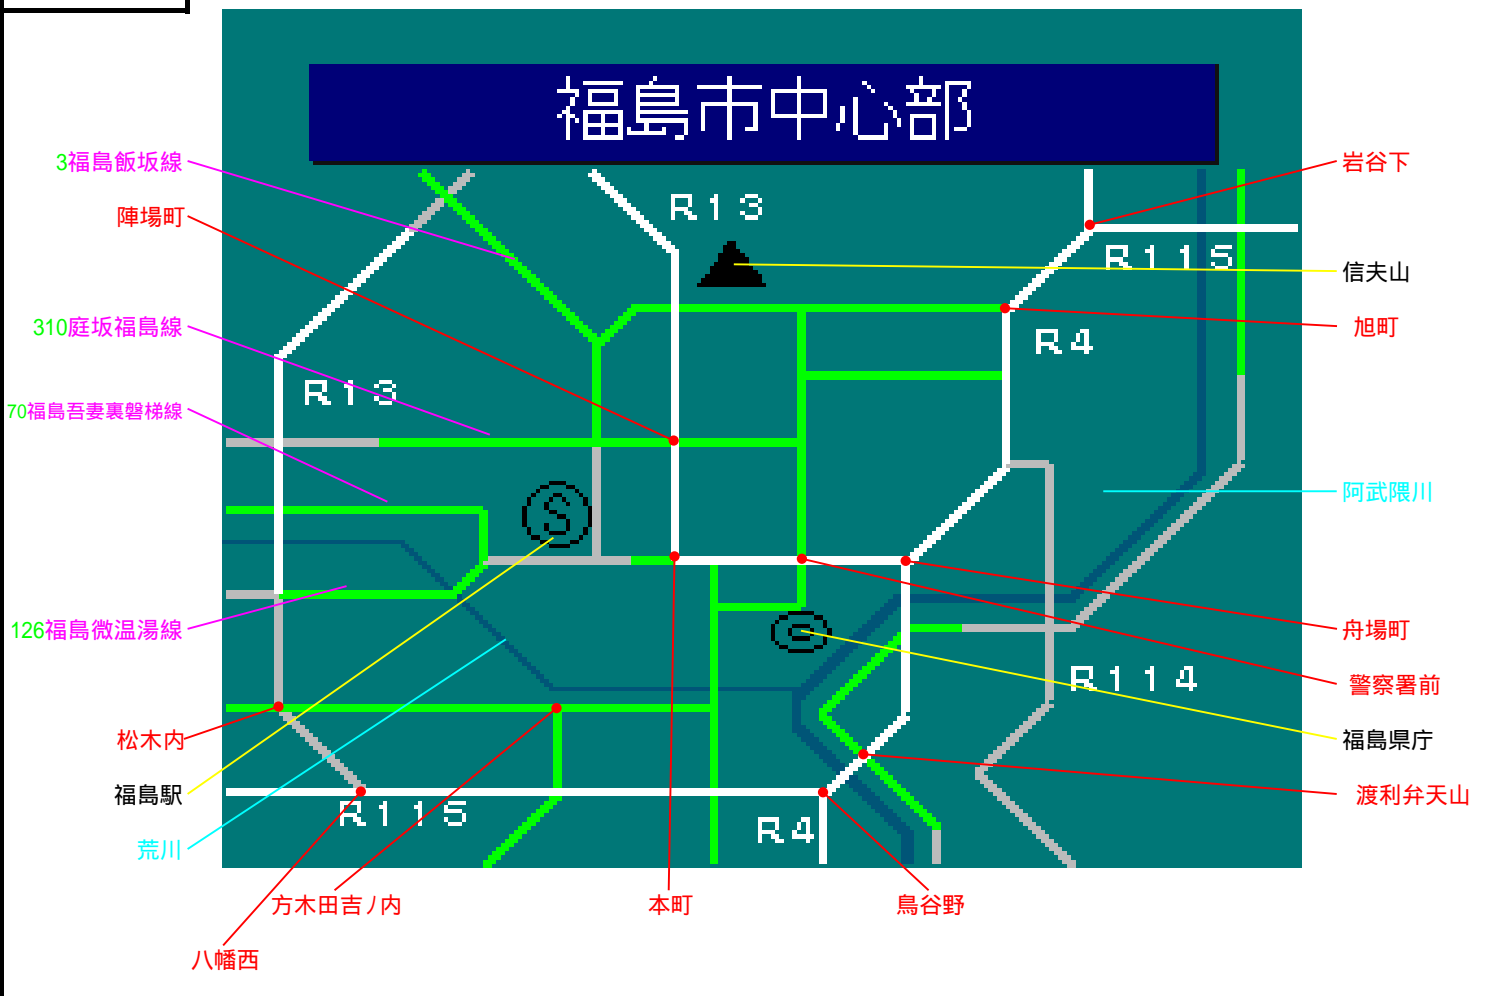 福島市中心部
3福島飯坂線
岩谷下
R13
陣場町
R115
信夫山
310庭坂福島線
旭町
R4
R13
70福島吾妻裏磐梯線
阿武隈川
S
126福島微温湯線
舟場町
R114
警察署前
松木内
福島県庁
福島駅
渡利弁天山
R115
R4
荒川
方木田吉ノ内
本町
鳥谷野
八幡西